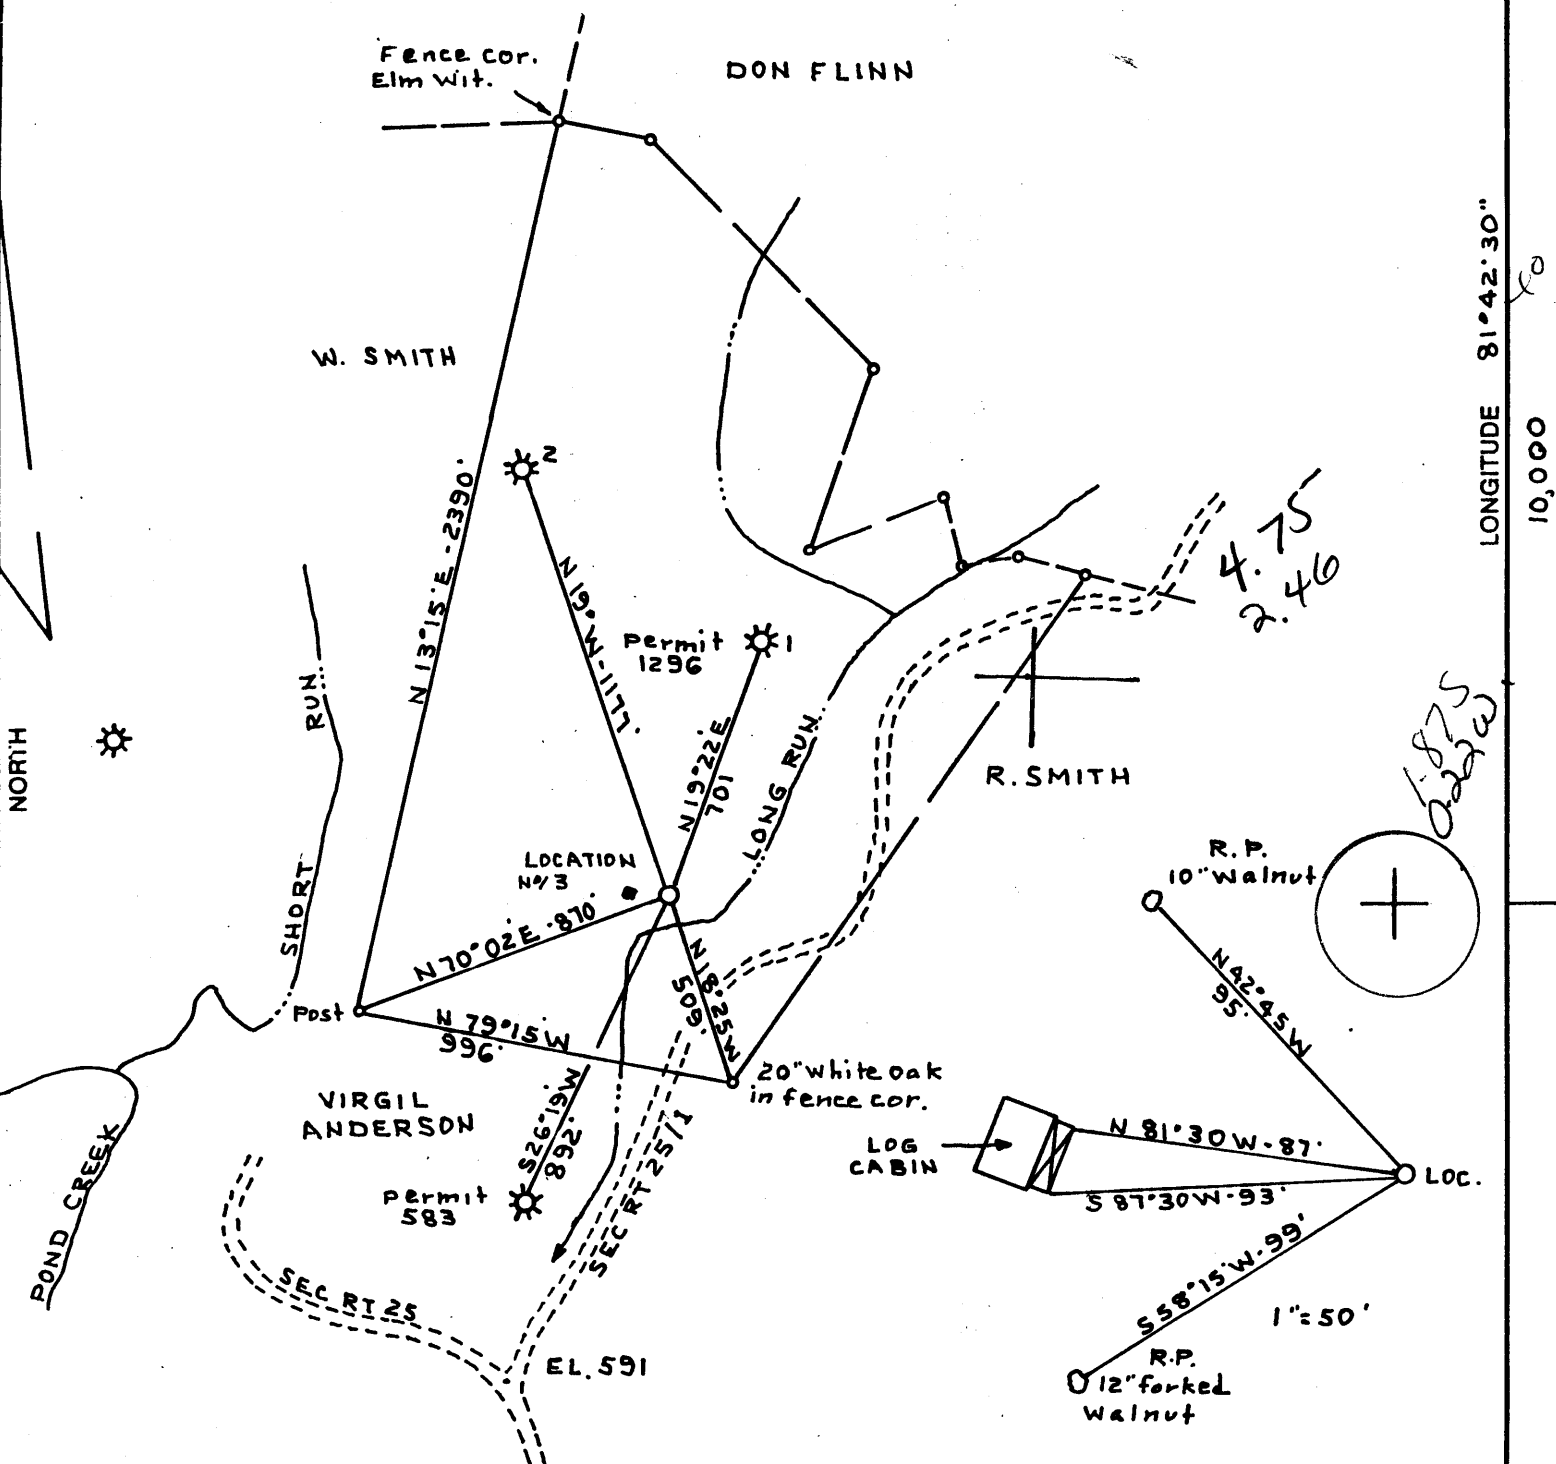 Fence cor.
Elm Wit.
DON FLINN
LONGITUDE 81°42'30"
10,000
W. SMITH
2
N 13°15'E - 2390'
N 19°W - 1177'
4.75
2.46
Permit
1296
1
N 19°22'E
701
SHORT RUN
LONG RUN
R. SMITH
NORTH
LOCATION
No/3
N 70°02'E - 870'
R.P.
10" Walnut
N 42°45'W
95'
N 18°25'W
509'
Post
N 79°15'W
996'
20" White Oak
in fence cor.
VIRGIL
ANDERSON
S 26°19'W
892'
Permit
583
SEC RT 25/1
POND CREEK
SEC RT 25
EL. 591
LOG
CABIN
N 81°30'W - 87'
S 87°30'W - 93'
LOC.
S 58°15'W - 99'
1" = 50'
R.P.
12" forked
Walnut